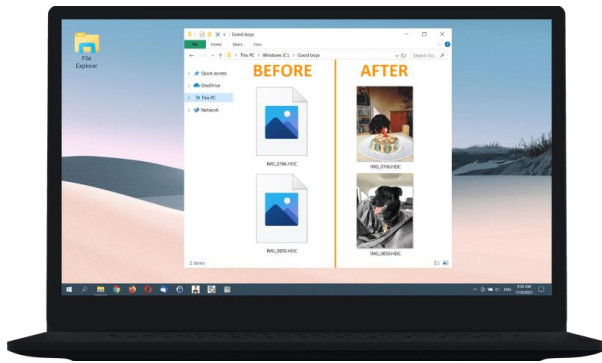 File
Explorer
Good boys
File
Home
Share
View
This PC > Windows (C:) > Good boys
Search Go...
Quick access
OneDrive
This PC
Network
BEFORE
AFTER
IMG_0766.HEIC
IMG_0766.HEIC
IMG_0850.HEIC
IMG_0850.HEIC
2 items
ENG